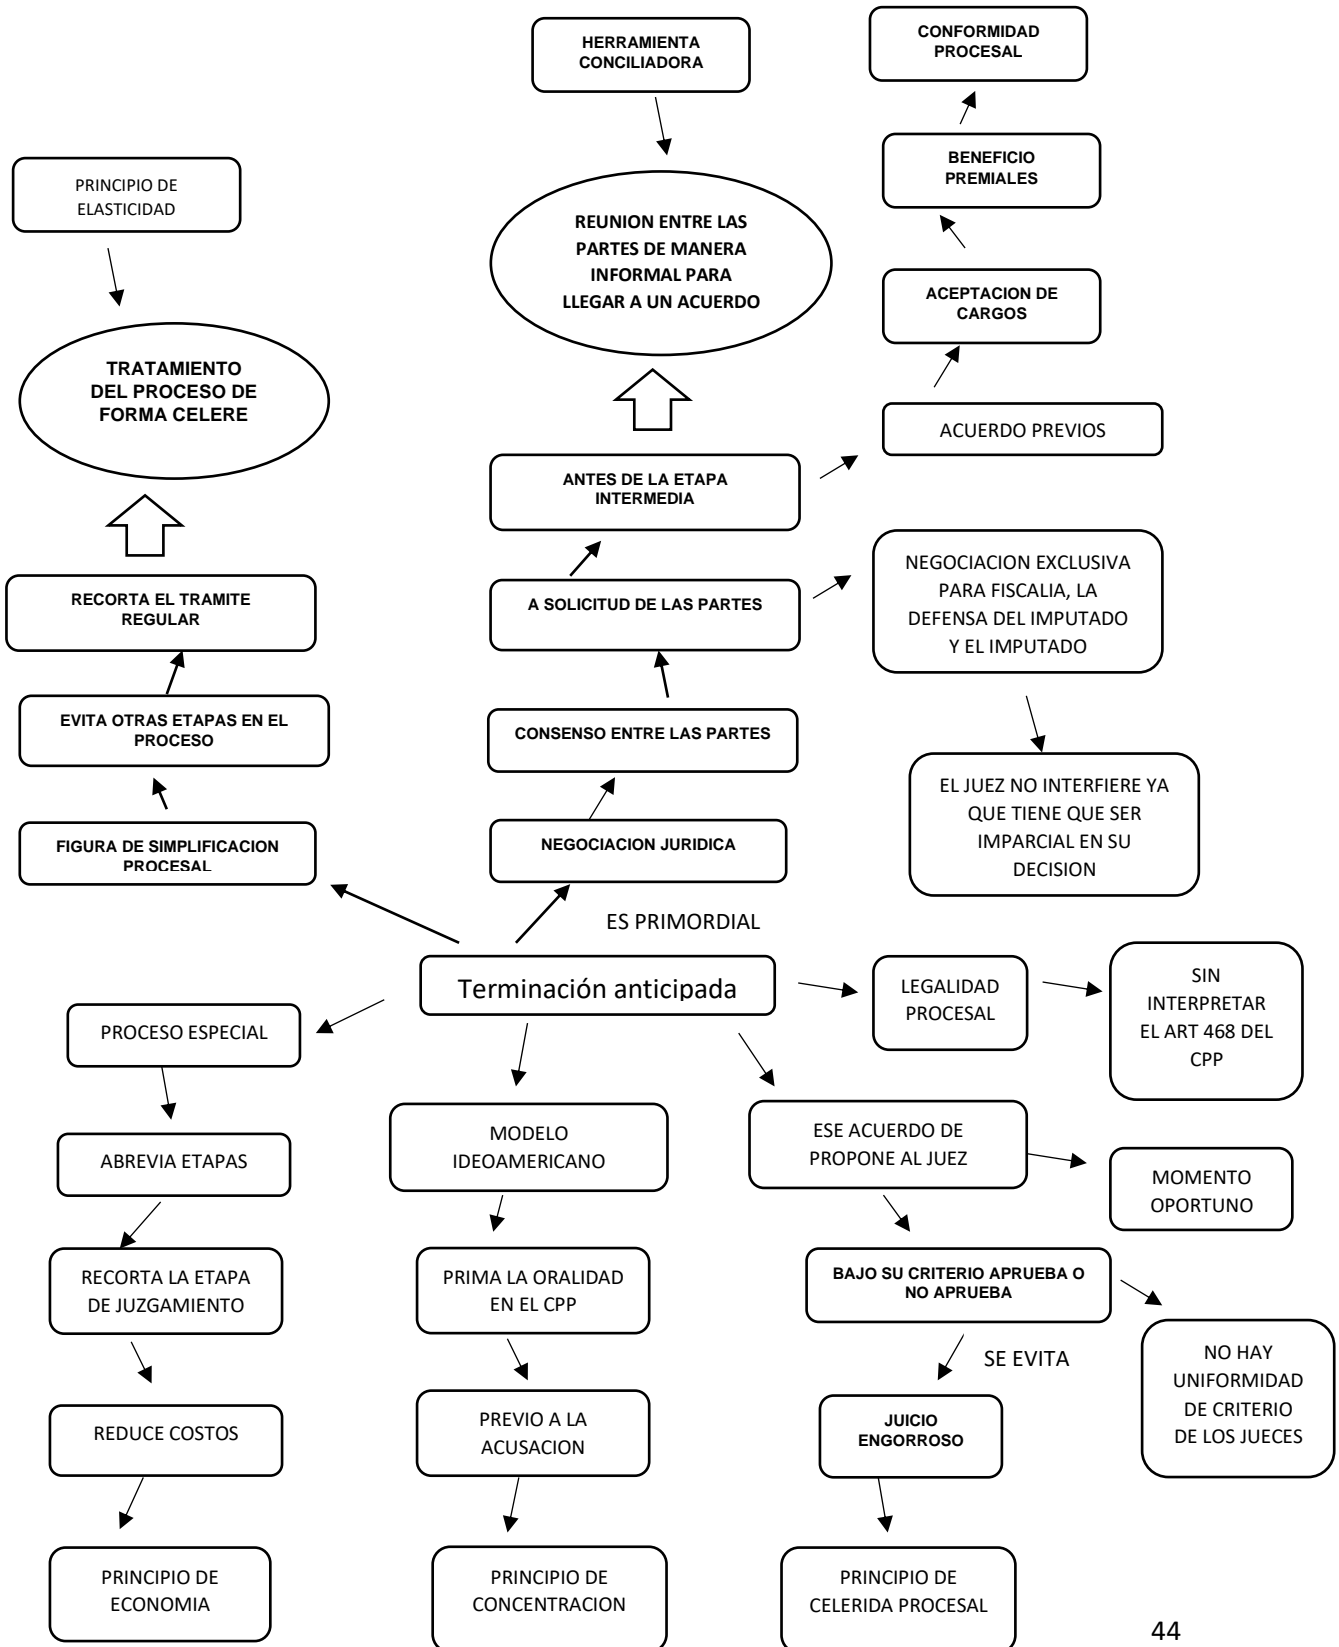 HERRAMIENTA
CONCILIADORA
CONFORMIDAD
PROCESAL
BENEFICIO
PREMIALES
PRINCIPIO DE
ELASTICIDAD
REUNION ENTRE LAS
PARTES DE MANERA
INFORMAL PARA
LLEGAR A UN ACUERDO
ACEPTACION DE
CARGOS
TRATAMIENTO
DEL PROCESO DE
FORMA CELERE
ACUERDO PREVIOS
ANTES DE LA ETAPA
INTERMEDIA
RECORTA EL TRAMITE
REGULAR
A SOLICITUD DE LAS PARTES
NEGOCIACION EXCLUSIVA
PARA FISCALIA, LA
DEFENSA DEL IMPUTADO
Y EL IMPUTADO
EVITA OTRAS ETAPAS EN EL
PROCESO
CONSENSO ENTRE LAS PARTES
EL JUEZ NO INTERFIERE YA
QUE TIENE QUE SER
IMPARCIAL EN SU
DECISION
FIGURA DE SIMPLIFICACION
PROCESAL
NEGOCIACION JURIDICA
ES PRIMORDIAL
Terminación anticipada
LEGALIDAD
PROCESAL
SIN
INTERPRETAR
EL ART 468 DEL
CPP
PROCESO ESPECIAL
MODELO
IDEOAMERICANO
ESE ACUERDO DE
PROPONE AL JUEZ
ABREVIA ETAPAS
MOMENTO
OPORTUNO
RECORTA LA ETAPA
DE JUZGAMIENTO
PRIMA LA ORALIDAD
EN EL CPP
BAJO SU CRITERIO APRUEBA O
NO APRUEBA
SE EVITA
NO HAY
UNIFORMIDAD
DE CRITERIO
DE LOS JUECES
REDUCE COSTOS
PREVIO A LA
ACUSACION
JUICIO
ENGORROSO
PRINCIPIO DE
ECONOMIA
PRINCIPIO DE
CONCENTRACION
PRINCIPIO DE
CELERIDA PROCESAL
44